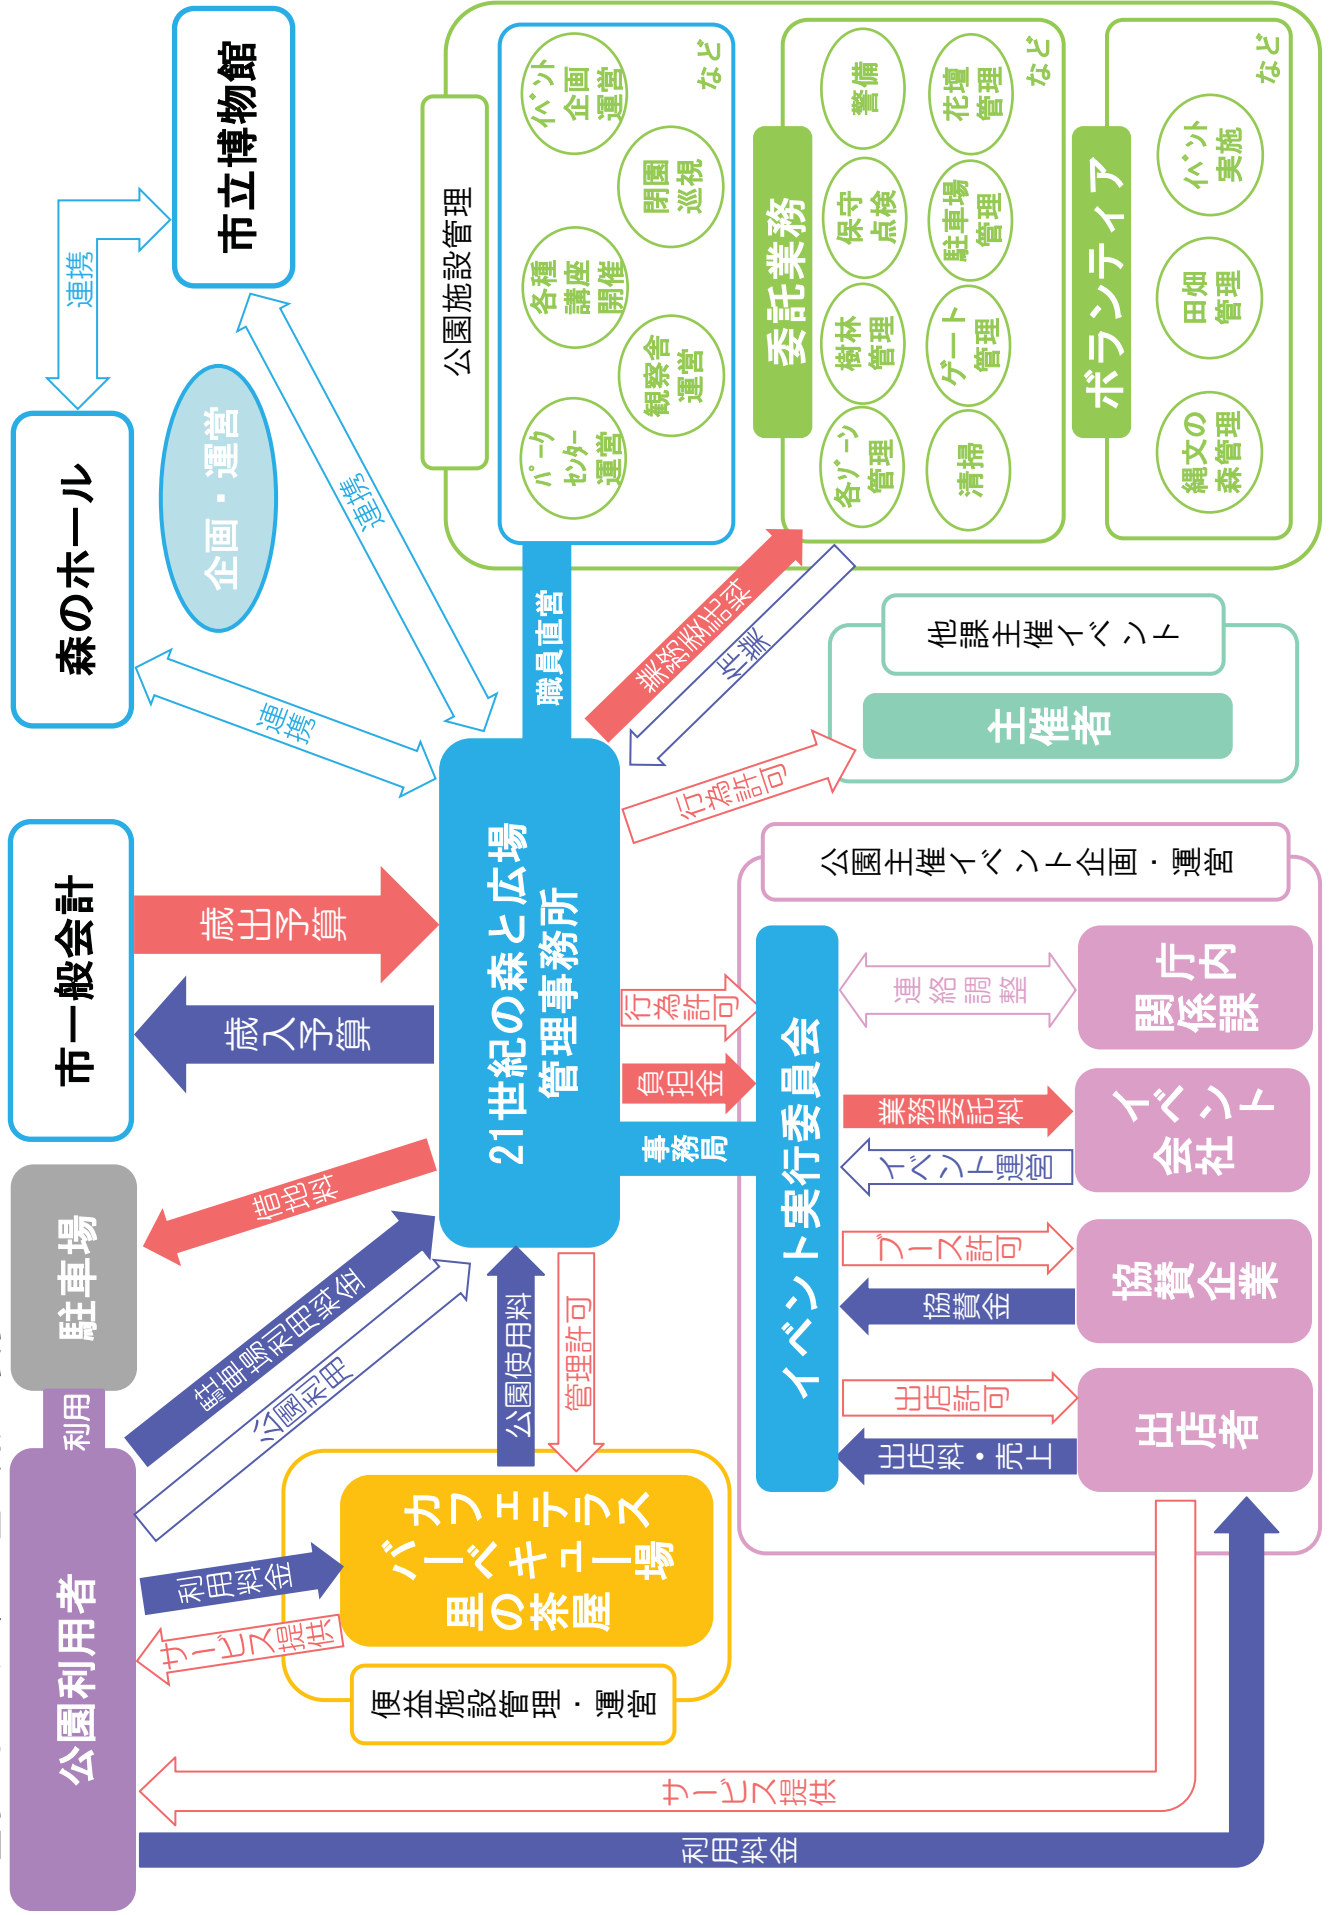 公園利用者
利用
駐車場
市一般会計
森のホール
連携
市立博物館
企画・運営
連携
連携
歳入予算
歳出予算
借地料
駐車場利用料金
公園利用
利用料金
サービス提供
カフェテラス
バーベキュー場
里の茶屋
便益施設管理・運営
公園使用料
管理許可
21世紀の森と広場
管理事務所
職員直営
公園施設管理
パーク
センター
運営
各種
講座
開催
イベント
企画
運営
観察舎
運営
閉園
巡視
など
委託業務
各ゾーン
管理
樹林
管理
保守
点検
警備
清掃
ゲート
管理
駐車場
管理
花壇
管理
など
ボランティア
縄文の
森管理
田畑
管理
イベント
実施
など
業務委託料
作業
行為許可
他課主催イベント
主催者
事務局
負担金
行為許可
公園主催イベント企画・運営
イベント実行委員会
出店料・売上
出店許可
協賛金
ブース許可
イベント運営
業務委託料
連絡調整
出店者
協賛企業
イベント
会社
庁内
関係課
サービス提供
利用料金